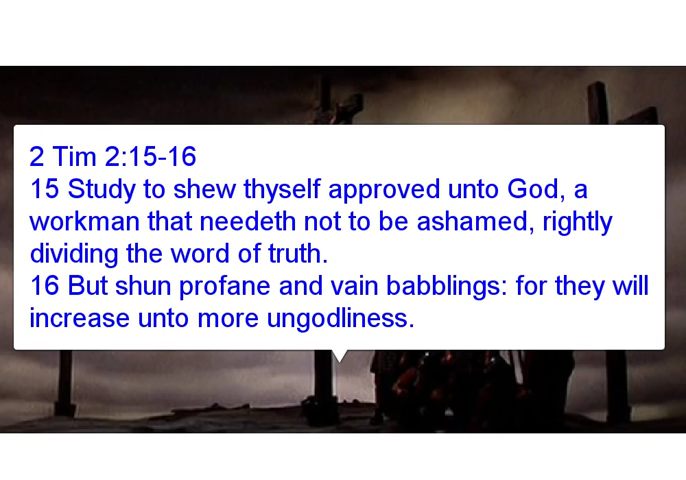 2 Tim 2:15-16
15 Study to shew thyself approved unto God, a
workman that needeth not to be ashamed, rightly
dividing the word of truth.
16 But shun profane and vain babblings: for they will
increase unto more ungodliness.